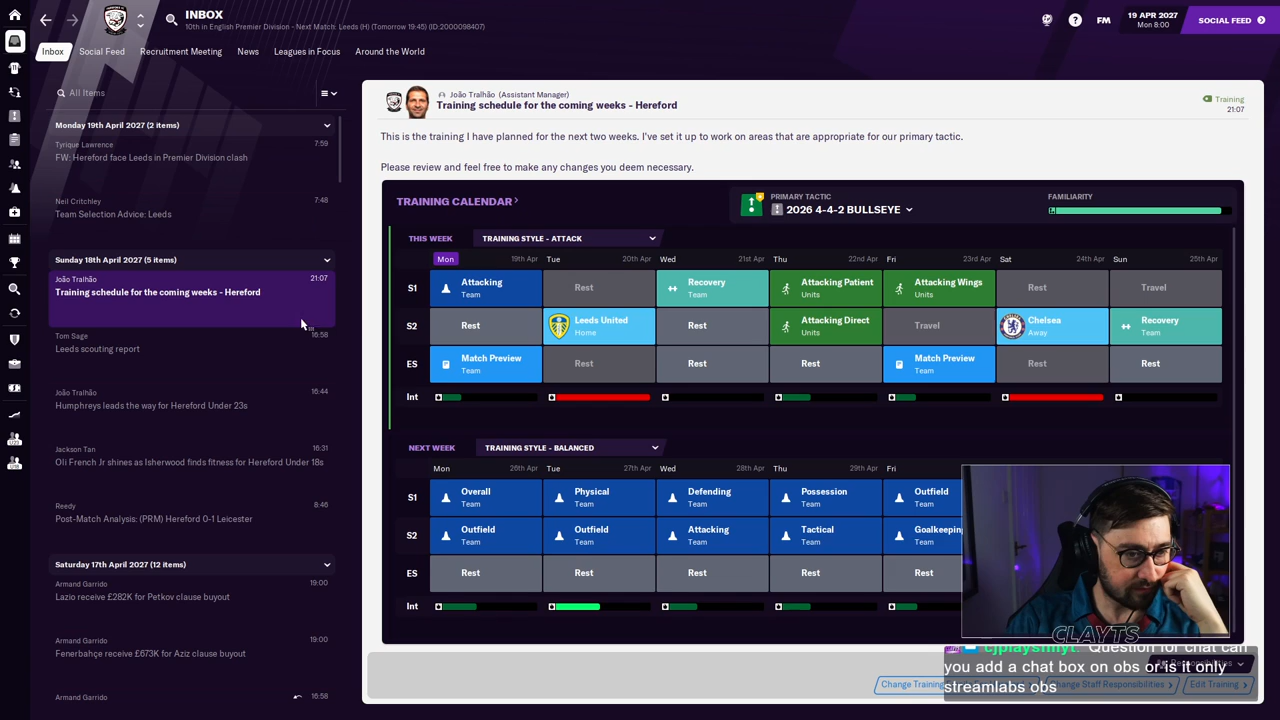 INBOX
10th in English Premier Division - Next Match: Leeds (H) (Tomorrow 19:45) (ID:2000098407)
FM
19 APR 2027
Mon 8:00
SOCIAL FEED
Inbox
Social Feed
Recruitment Meeting
News
Leagues in Focus
Around the World
All Items
Monday 19th April 2027 (2 items)
Tyrique Lawrence
7:59
FW: Hereford face Leeds in Premier Division clash
Neil Critchley
7:48
Team Selection Advice: Leeds
Sunday 18th April 2027 (5 items)
João Tralhão
21:07
Training schedule for the coming weeks - Hereford
Tom Sage
16:58
Leeds scouting report
João Tralhão
16:44
Humphreys leads the way for Hereford Under 23s
Jackson Tan
16:31
Oli French Jr shines as Isherwood finds fitness for Hereford Under 18s
Reedy
8:46
Post-Match Analysis: (PRM) Hereford 0-1 Leicester
Saturday 17th April 2027 (12 items)
Armand Garrido
19:00
Lazio receive £282K for Petkov clause buyout
Armand Garrido
19:00
Fenerbahçe receive £673K for Aziz clause buyout
Armand Garrido
16:58
João Tralhão (Assistant Manager)
Training schedule for the coming weeks - Hereford
Training
21:07
This is the training I have planned for the next two weeks. I've set it up to work on areas that are appropriate for our primary tactic.
Please review and feel free to make any changes you deem necessary.
TRAINING CALENDAR
PRIMARY TACTIC
2026 4-4-2 BULLSEYE
FAMILIARITY
THIS WEEK
TRAINING STYLE - ATTACK
Mon 19th Apr Tue 20th Apr Wed 21st Apr Thu 22nd Apr Fri 23rd Apr Sat 24th Apr Sun 25th Apr
S1
Attacking
Team
Rest
Recovery
Team
Attacking Patient
Units
Attacking Wings
Units
Rest
Travel
S2
Rest
Leeds United
Home
Rest
Attacking Direct
Units
Travel
Chelsea
Away
Recovery
Team
ES
Match Preview
Team
Rest
Rest
Rest
Match Preview
Team
Rest
Rest
Int
NEXT WEEK
TRAINING STYLE - BALANCED
Mon 26th Apr Tue 27th Apr Wed 28th Apr Thu 29th Apr Fri
S1
Overall
Team
Physical
Team
Defending
Team
Possession
Team
Outfield
Team
S2
Outfield
Team
Outfield
Team
Attacking
Team
Tactical
Team
Goalkeeping
Team
ES
Rest
Rest
Rest
Rest
Rest
Int
CLAYTS
Question for chat can
you add a chat box on obs or is it only
streamlabs obs
Change Training
Change Staff Responsibilities
Edit Training